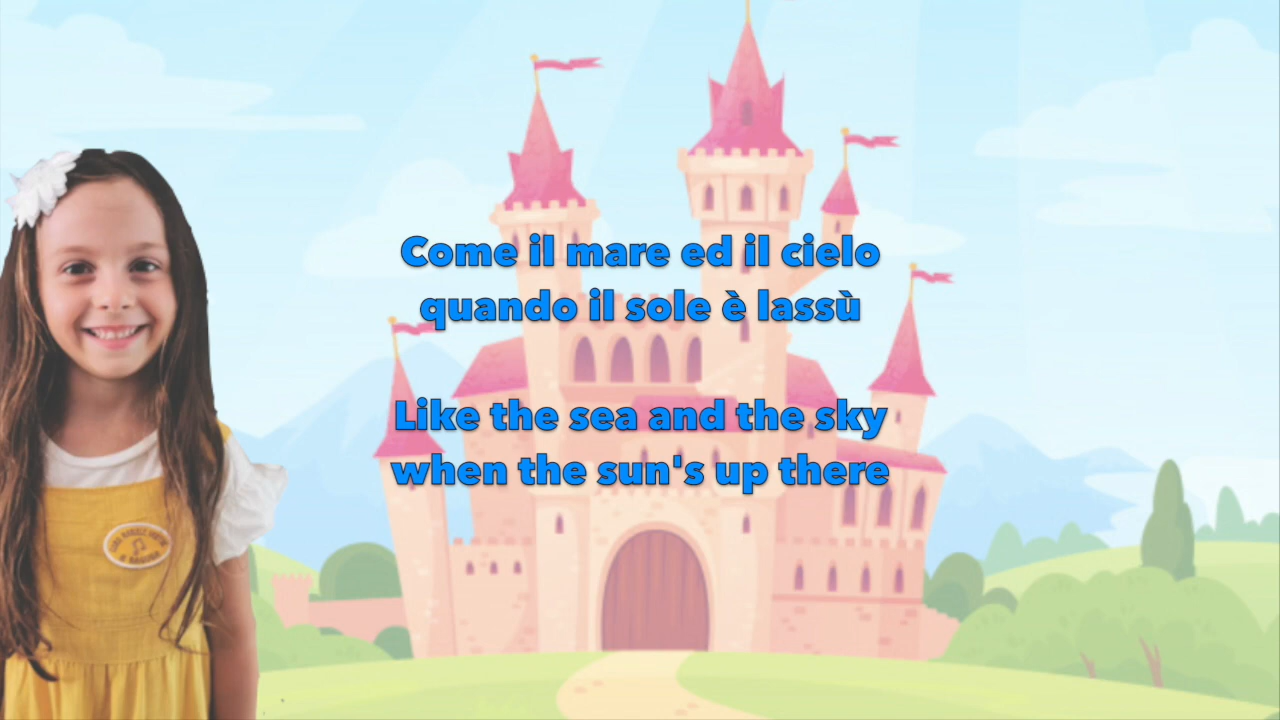 Come il mare ed il cielo
quando il sole è lassù
Like the sea and the sky
when the sun's up there